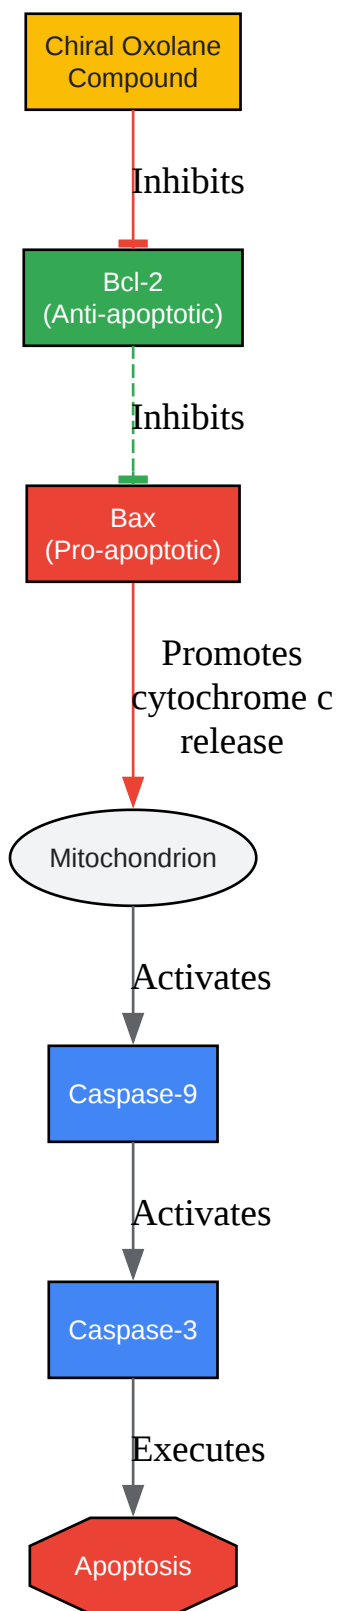 Chiral Oxolane
Compound
Inhibits
Bcl-2
(Anti-apoptotic)
Inhibits
Bax
(Pro-apoptotic)
Promotes
cytochrome c
release
Mitochondrion
Activates
Caspase-9
Activates
Caspase-3
Executes
Apoptosis